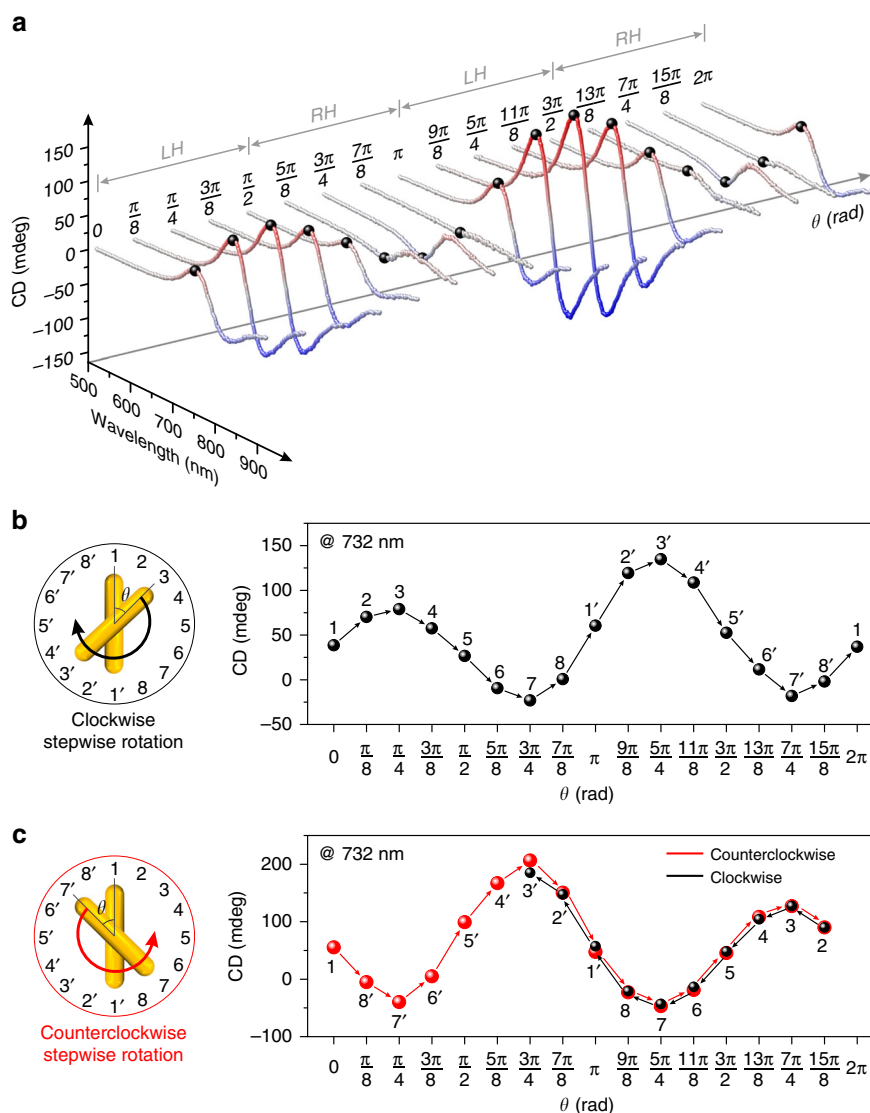 a
LH RH LH RH
0 π/8 π/4 3π/8 π/2 5π/8 3π/4 7π/8 π 9π/8 5π/4 11π/8 3π/2 13π/8 7π/4 15π/8 2π
150
100
50
0
−50
−100
−150
CD (mdeg)
θ (rad)
500 600 700 800 900
Wavelength (nm)
b
1 2 3 4 5 6 7 8 1′ 2′ 3′ 4′ 5′ 6′ 7′ 8′
θ
Clockwise
stepwise rotation
@ 732 nm
150
100
50
0
−50
CD (mdeg)
1 2 3 4 5 6 7 8 1′ 2′ 3′ 4′ 5′ 6′ 7′ 8′ 1
0 π/8 π/4 3π/8 π/2 5π/8 3π/4 7π/8 π 9π/8 5π/4 11π/8 3π/2 13π/8 7π/4 15π/8 2π
θ (rad)
c
1 2 3 4 5 6 7 8 1′ 2′ 3′ 4′ 5′ 6′ 7′ 8′
θ
Counterclockwise
stepwise rotation
@ 732 nm
Counterclockwise
Clockwise
200
100
0
−100
CD (mdeg)
1 8′ 7′ 6′ 5′ 4′ 3′ 2′ 1′ 8 7 6 5 4 3 2
0 π/8 π/4 3π/8 π/2 5π/8 3π/4 7π/8 π 9π/8 5π/4 11π/8 3π/2 13π/8 7π/4 15π/8 2π
θ (rad)